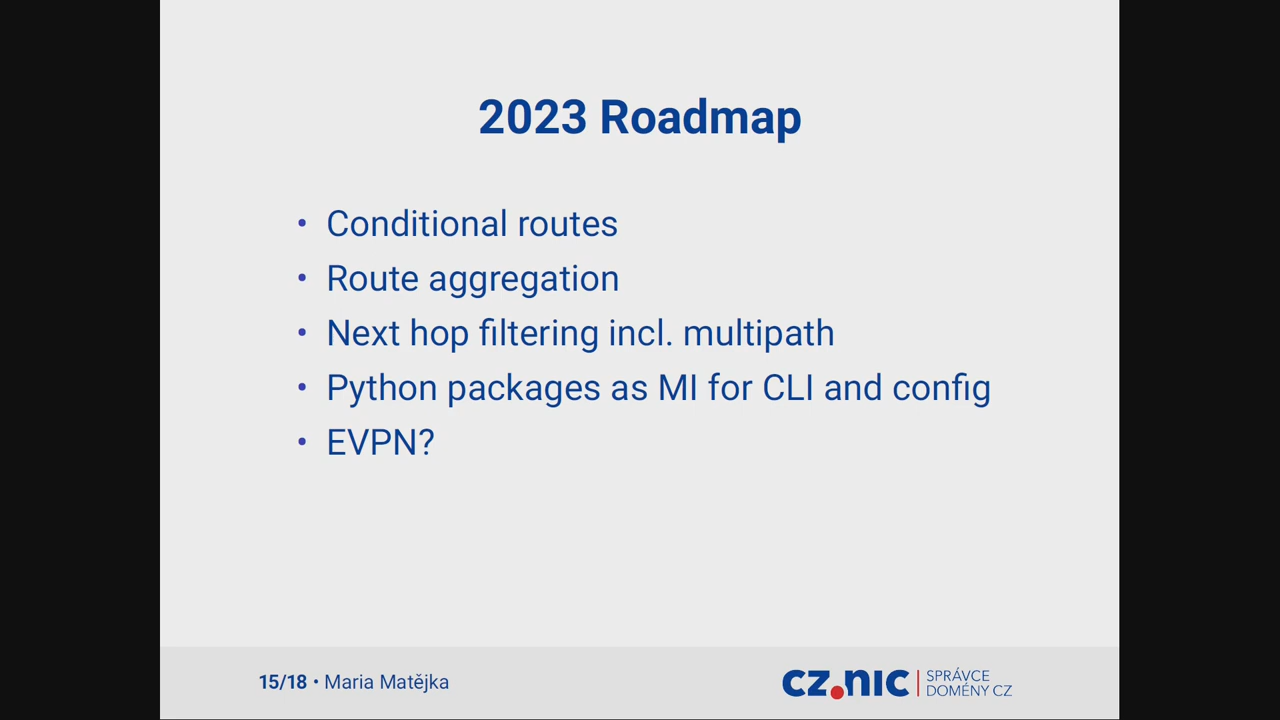 2023 Roadmap
• Conditional routes
• Route aggregation
• Next hop filtering incl. multipath
• Python packages as MI for CLI and config
• EVPN?
15/18 • Maria Matějka
CZ.NIC
SPRÁVCE
DOMÉNY CZ